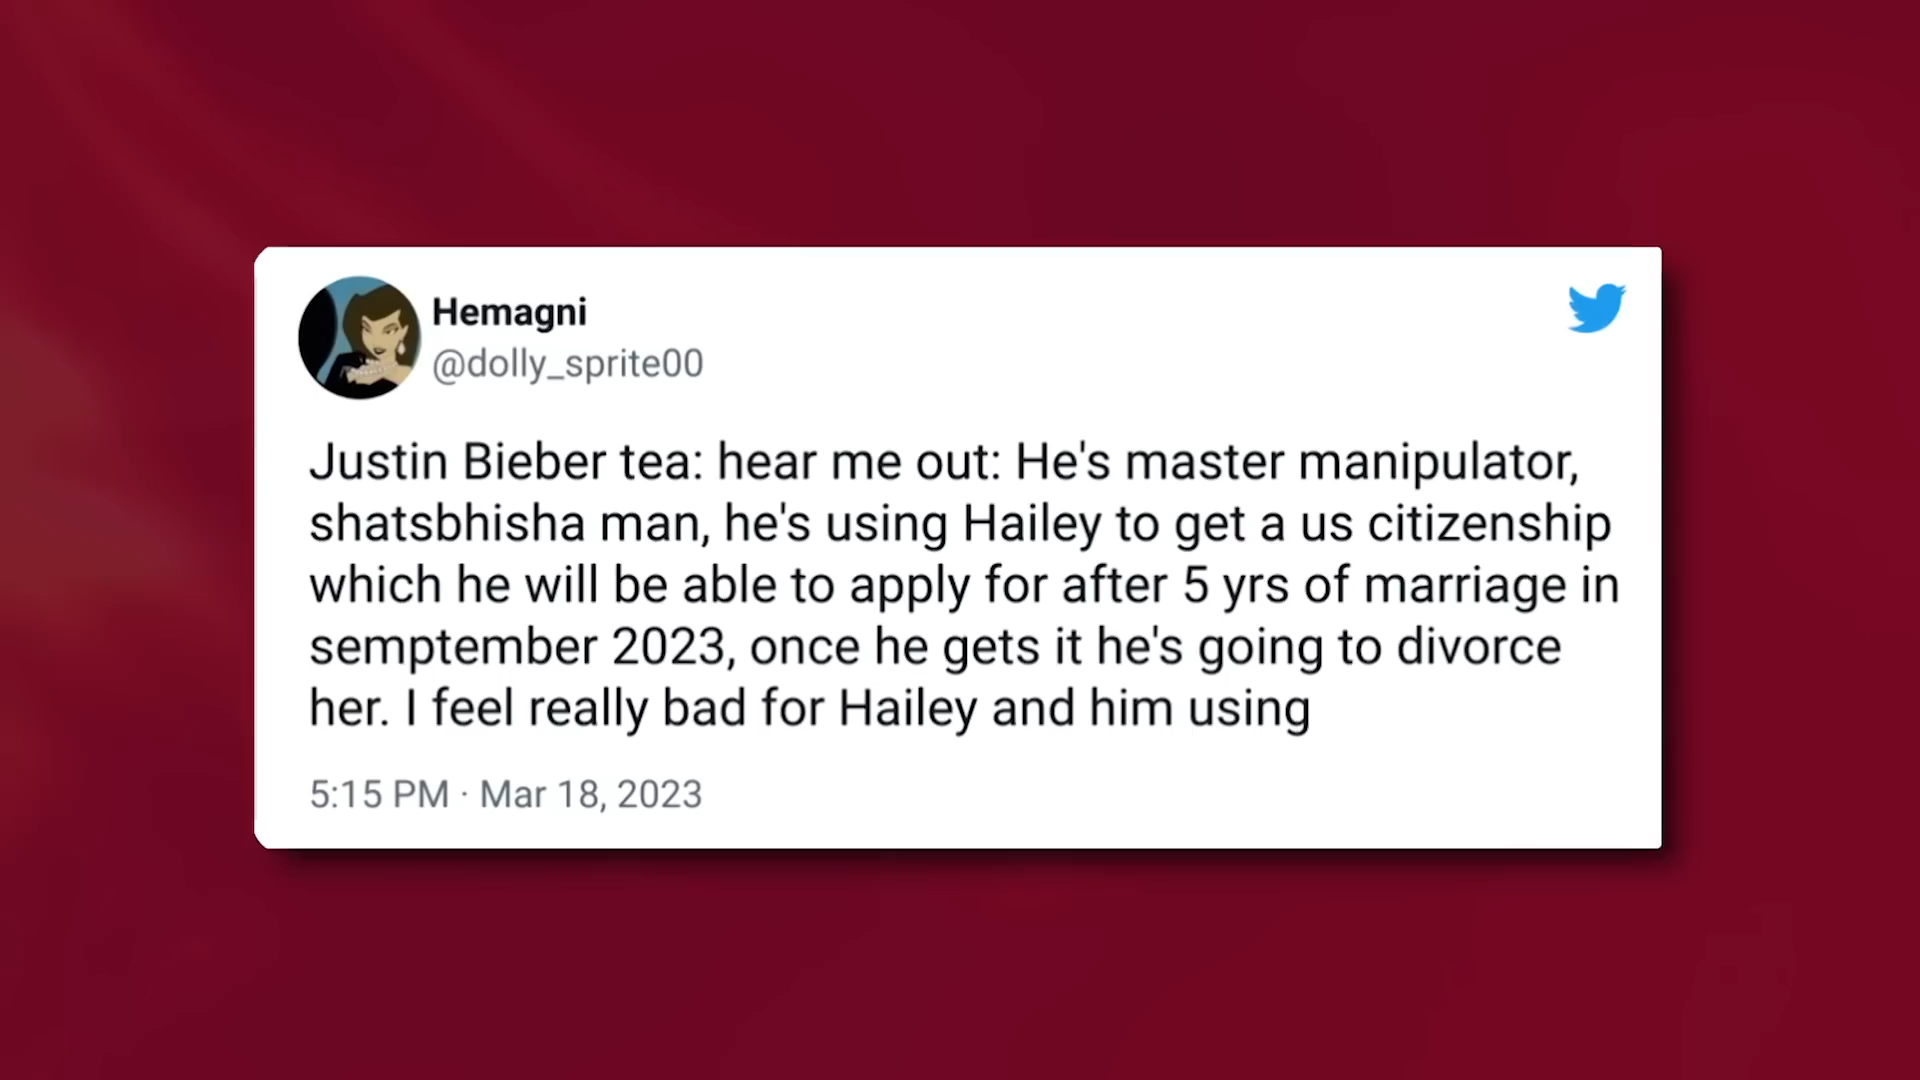 Hemagni
@dolly_sprite00
Justin Bieber tea: hear me out: He's master manipulator,
shatsbhisha man, he's using Hailey to get a us citizenship
which he will be able to apply for after 5 yrs of marriage in
semptember 2023, once he gets it he's going to divorce
her. I feel really bad for Hailey and him using
5:15 PM · Mar 18, 2023